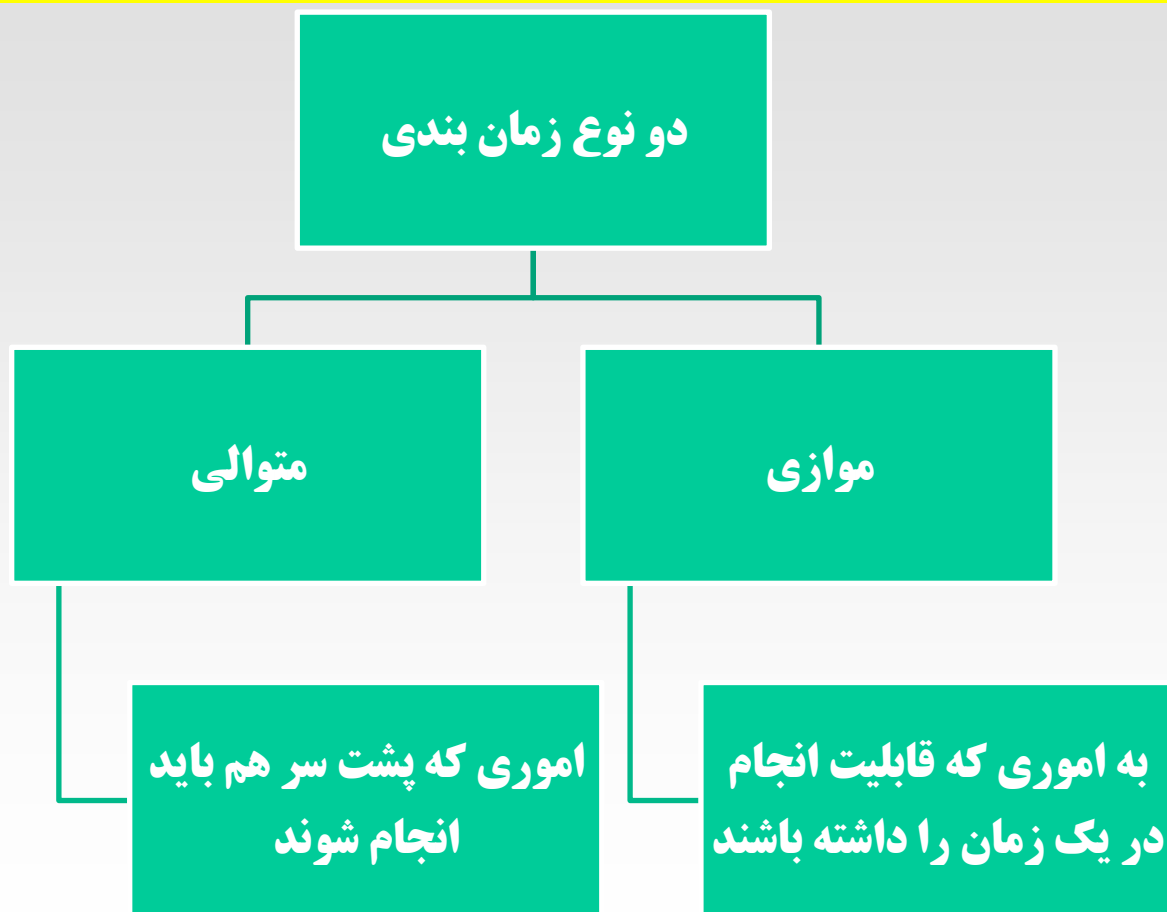 دو نوع زمان بندی
موازی
متوالی
به اموری که قابلیت انجام
در یک زمان را داشته باشند
اموری که پشت سر هم باید
انجام شوند